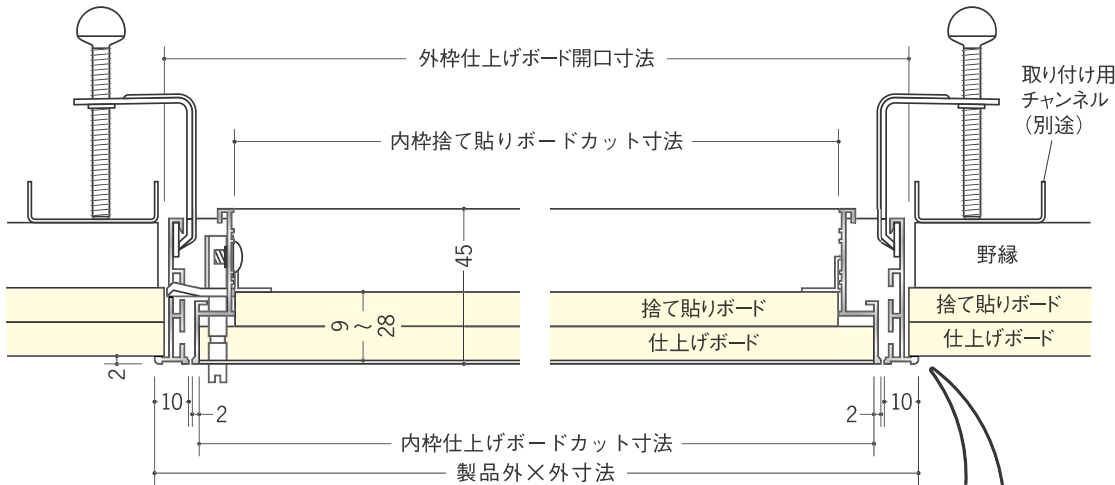 外枠仕上げボード開口寸法
取り付け用
チャンネル
（別途）
内枠捨て貼りボードカット寸法
45
野縁
捨て貼りボード
捨て貼りボード
9～28
仕上げボード
仕上げボード
2
10
2
2
10
内枠仕上げボードカット寸法
製品外×外寸法